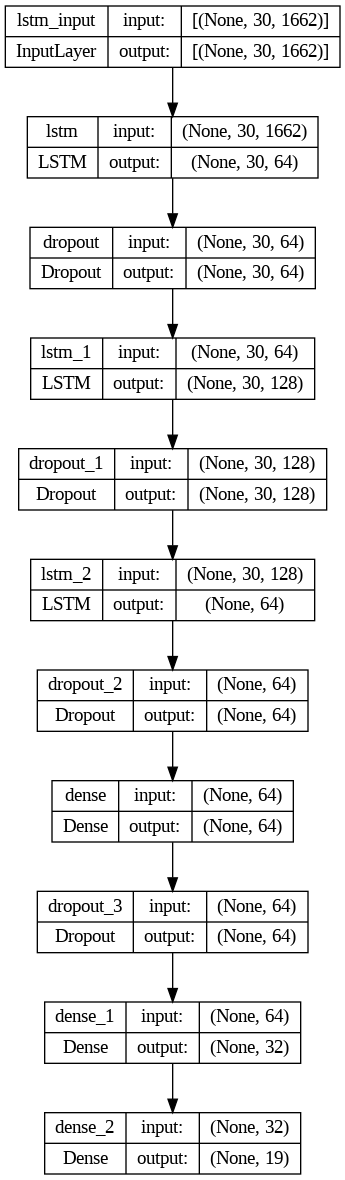 lstm_input input: [(None, 30, 1662)]
InputLayer output: [(None, 30, 1662)]
lstm input: (None, 30, 1662)
LSTM output: (None, 30, 64)
dropout input: (None, 30, 64)
Dropout output: (None, 30, 64)
lstm_1 input: (None, 30, 64)
LSTM output: (None, 30, 128)
dropout_1 input: (None, 30, 128)
Dropout output: (None, 30, 128)
lstm_2 input: (None, 30, 128)
LSTM output: (None, 64)
dropout_2 input: (None, 64)
Dropout output: (None, 64)
dense input: (None, 64)
Dense output: (None, 64)
dropout_3 input: (None, 64)
Dropout output: (None, 64)
dense_1 input: (None, 64)
Dense output: (None, 32)
dense_2 input: (None, 32)
Dense output: (None, 19)